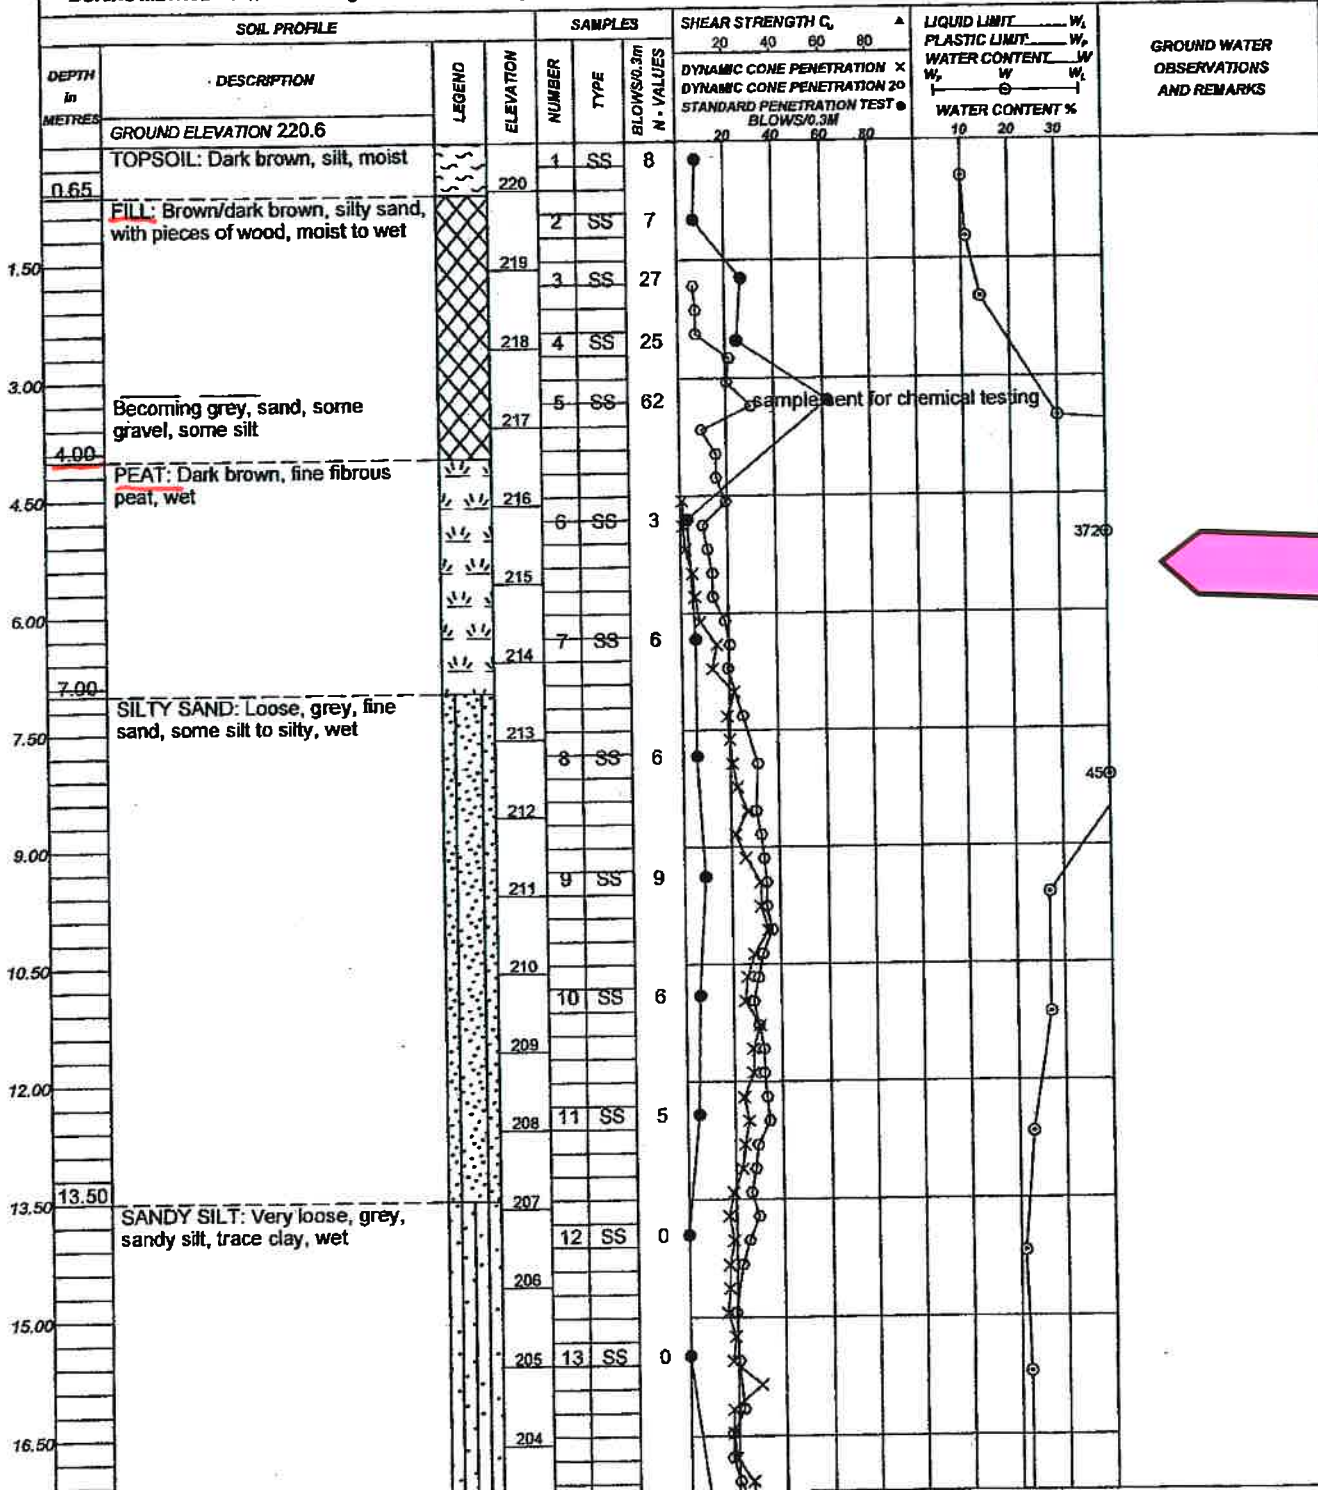 SOIL PROFILE
SAMPLES
SHEAR STRENGTH Cᵤ ▲
20 40 60 80
DYNAMIC CONE PENETRATION X
DYNAMIC CONE PENETRATION 2 o
STANDARD PENETRATION TEST ●
BLOWS/0.3M
20 40 60 80
LIQUID LIMIT W_L
PLASTIC LIMIT W_P
WATER CONTENT W
W_P W W_L
WATER CONTENT %
10 20 30
GROUND WATER
OBSERVATIONS
AND REMARKS
DEPTH
in
METRES
DESCRIPTION
LEGEND
ELEVATION
NUMBER
TYPE
BLOWS/0.3m
N - VALUES
GROUND ELEVATION 220.6
TOPSOIL: Dark brown, silt, moist
1 SS 8
0.65
220
FILL: Brown/dark brown, silty sand,
with pieces of wood, moist to wet
2 SS 7
1.50
219
3 SS 27
218
4 SS 25
3.00
Becoming grey, sand, some
gravel, some silt
5 SS 62
sample sent for chemical testing
217
4.00
PEAT: Dark brown, fine fibrous
peat, wet
4.50
216
6 SS 3
372
215
6.00
7 SS 6
214
7.00
SILTY SAND: Loose, grey, fine
sand, some silt to silty, wet
7.50
213
8 SS 6
45
212
9.00
9 SS 9
211
10.50
210
10 SS 6
209
12.00
11 SS 5
208
13.50
13.50
207
SANDY SILT: Very loose, grey,
sandy silt, trace clay, wet
12 SS 0
206
15.00
205
13 SS 0
16.50
204